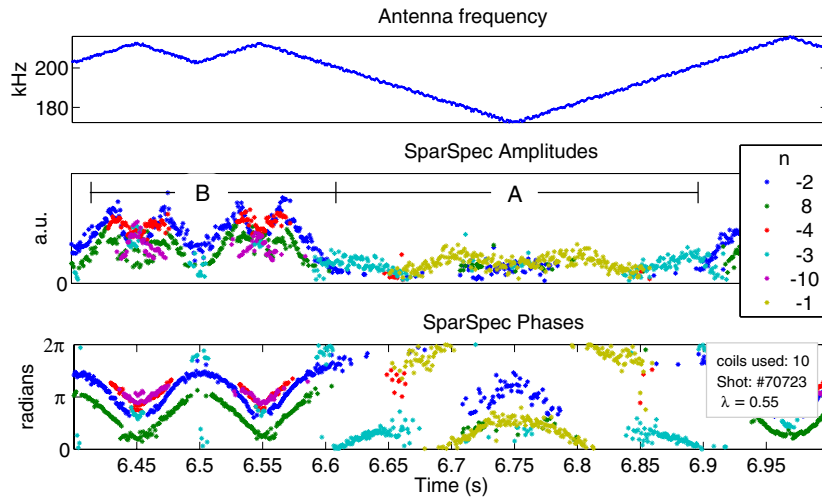 Antenna frequency
kHz
200
180
SparSpec Amplitudes
B
A
a.u.
0
n
-2
8
-4
-3
-10
-1
SparSpec Phases
radians
2π
π
0
coils used: 10
Shot: #70723
λ = 0.55
6.45 6.5 6.55 6.6 6.65 6.7 6.75 6.8 6.85 6.9 6.95
Time (s)